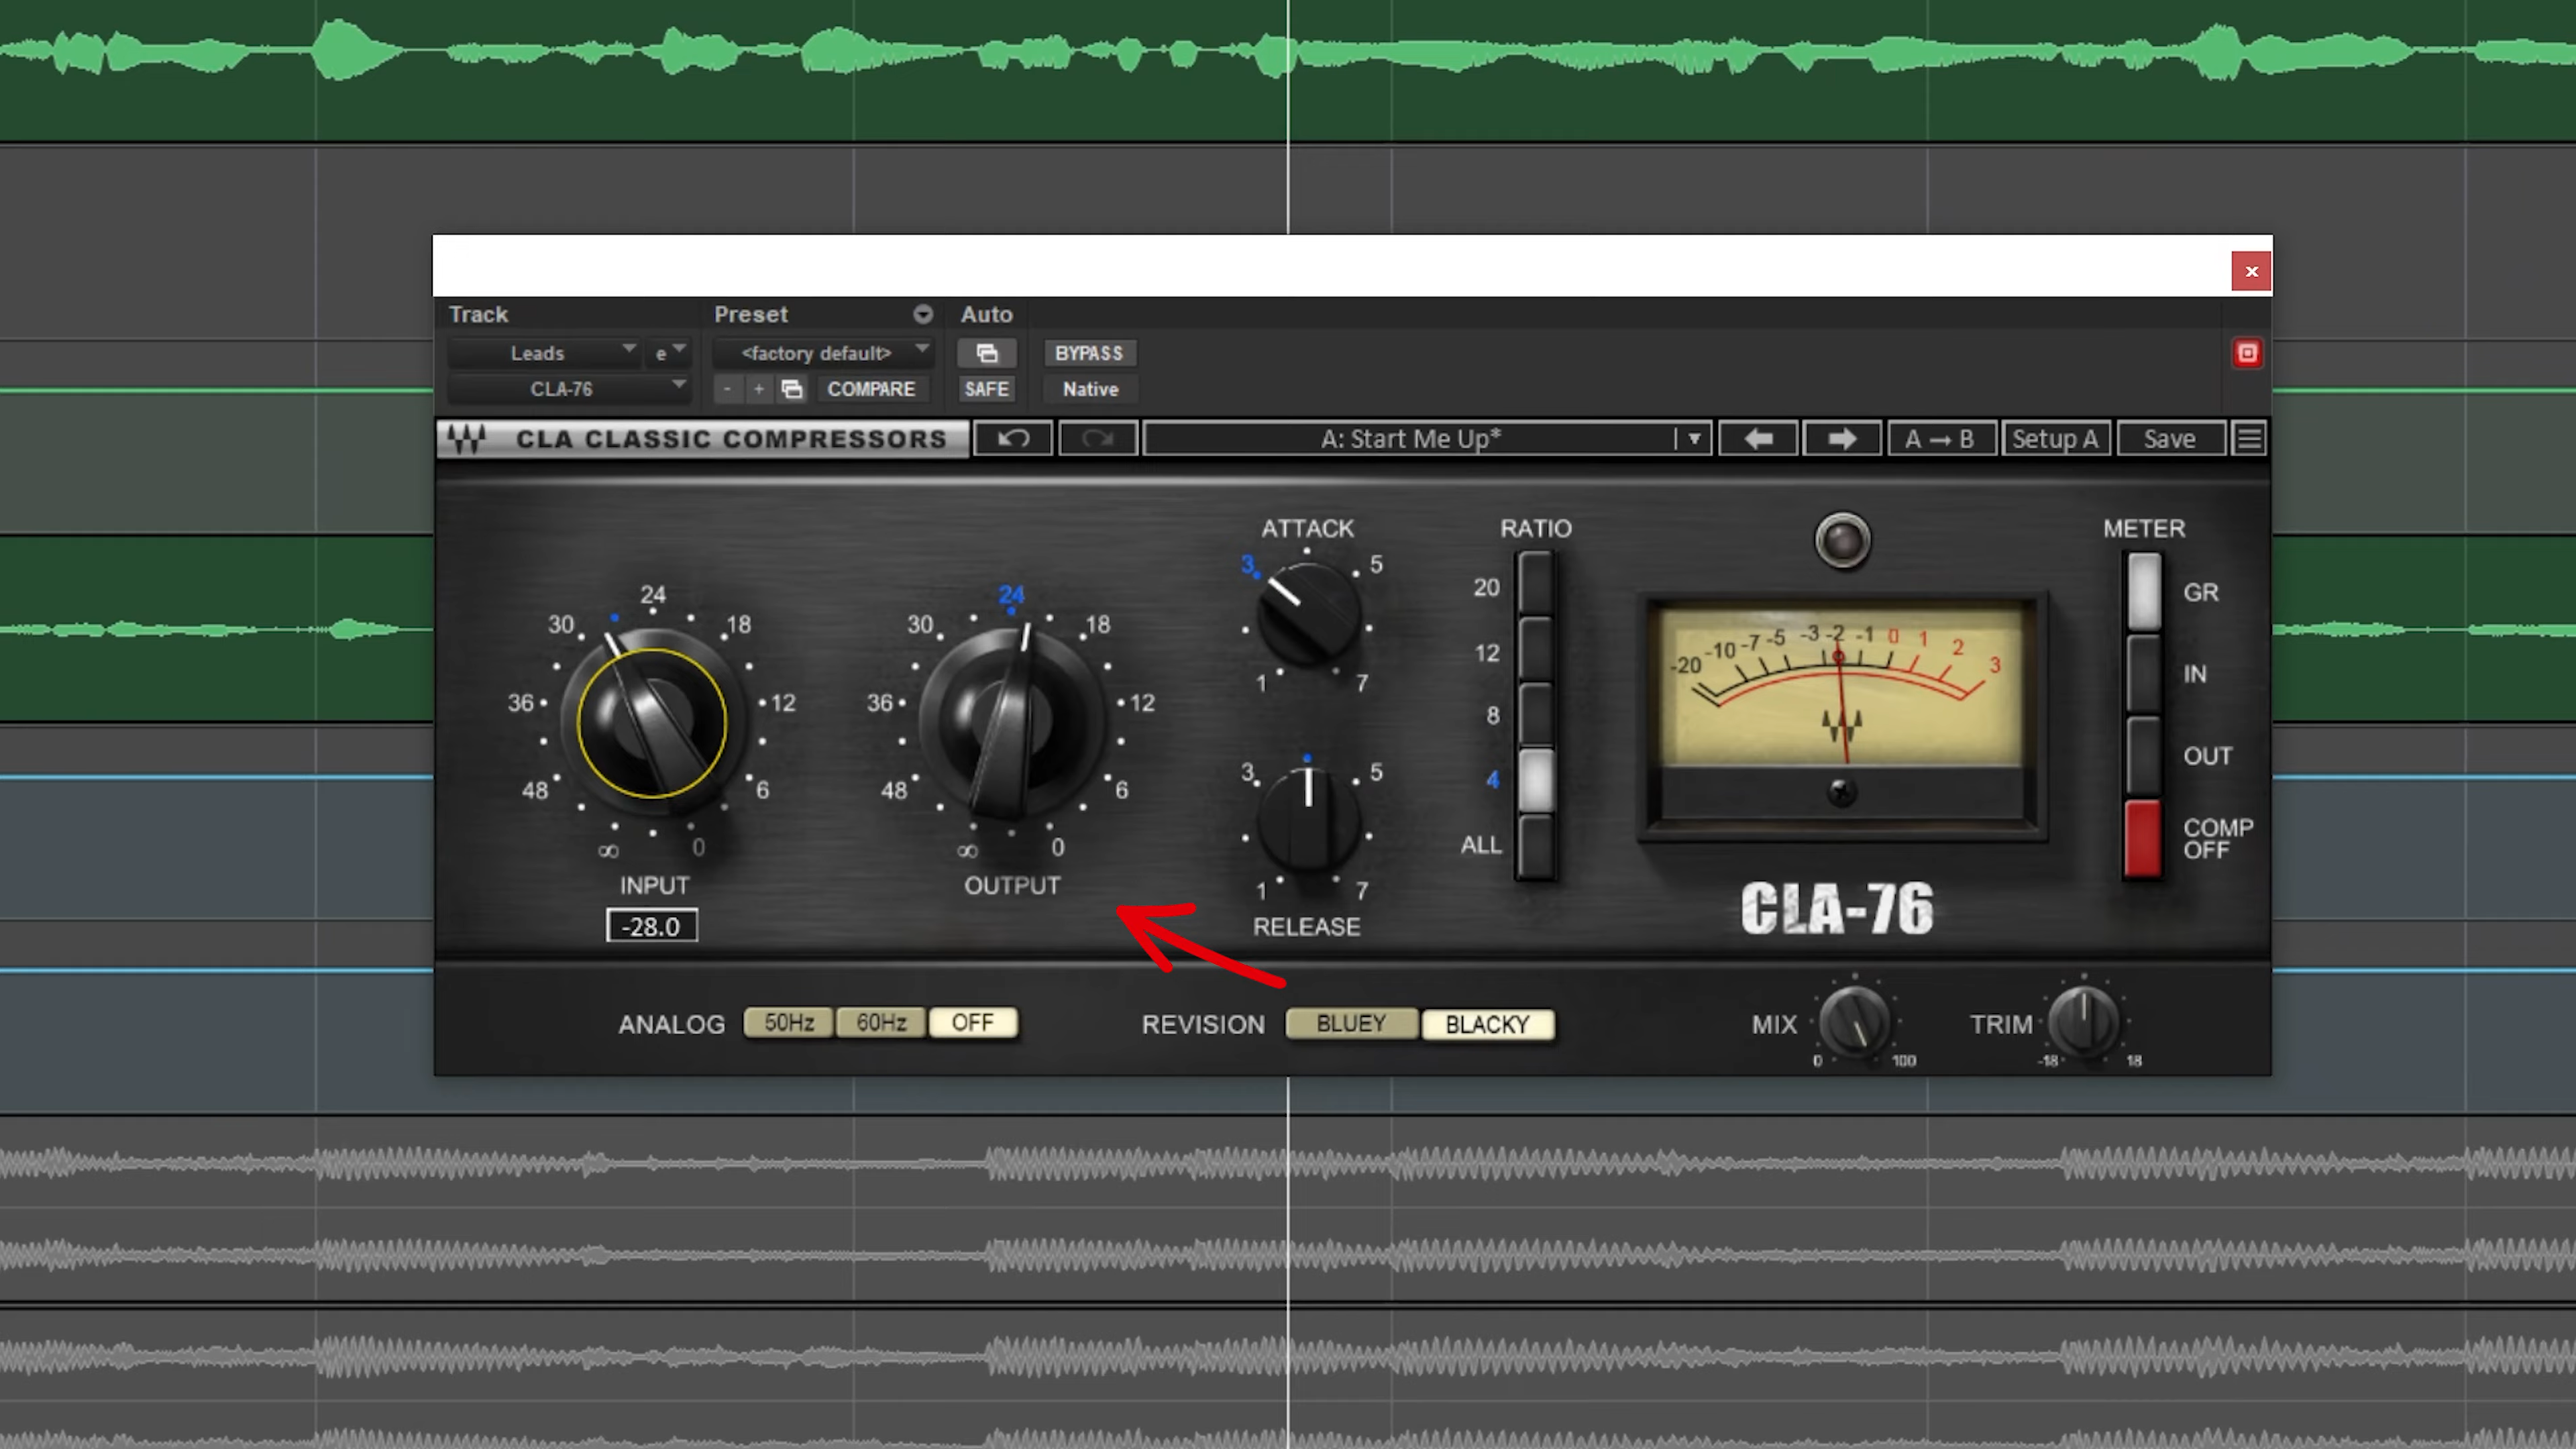 x
Track Preset Auto
Leads e <factory default> BYPASS
CLA-76 - + COMPARE SAFE Native
CLA CLASSIC COMPRESSORS A: Start Me Up* A → B Setup A Save
ATTACK
3 5
1 7
RATIO
20
12
8
4
ALL
METER
GR
IN
OUT
COMP
OFF
24
30 18
36 12
48 6
∞ 0
INPUT
-28.0
24
30 18
36 12
48 6
∞ 0
OUTPUT
3 5
1 7
RELEASE
-20 -10 -7 -5 -3 -2 -1 0 1 2 3
CLA-76
ANALOG 50Hz 60Hz OFF REVISION BLUEY BLACKY MIX TRIM
0 100 -18 18